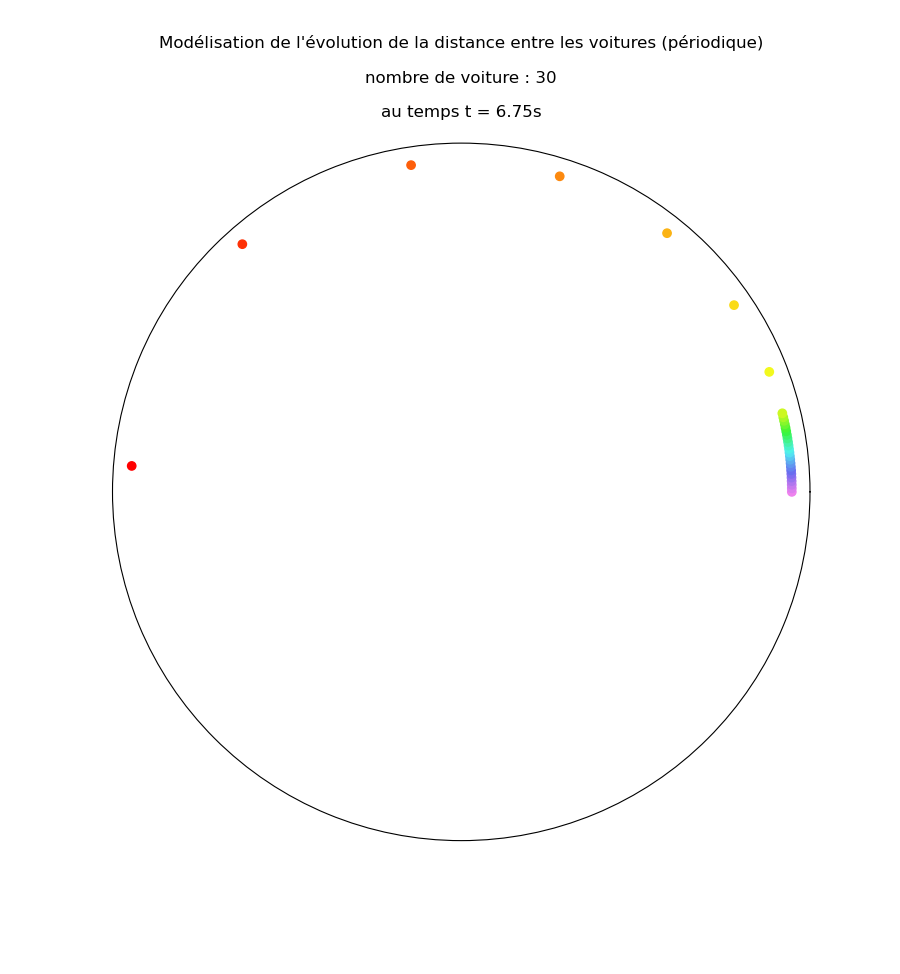 Modélisation de l'évolution de la distance entre les voitures (périodique)
nombre de voiture : 30
au temps t = 6.75s